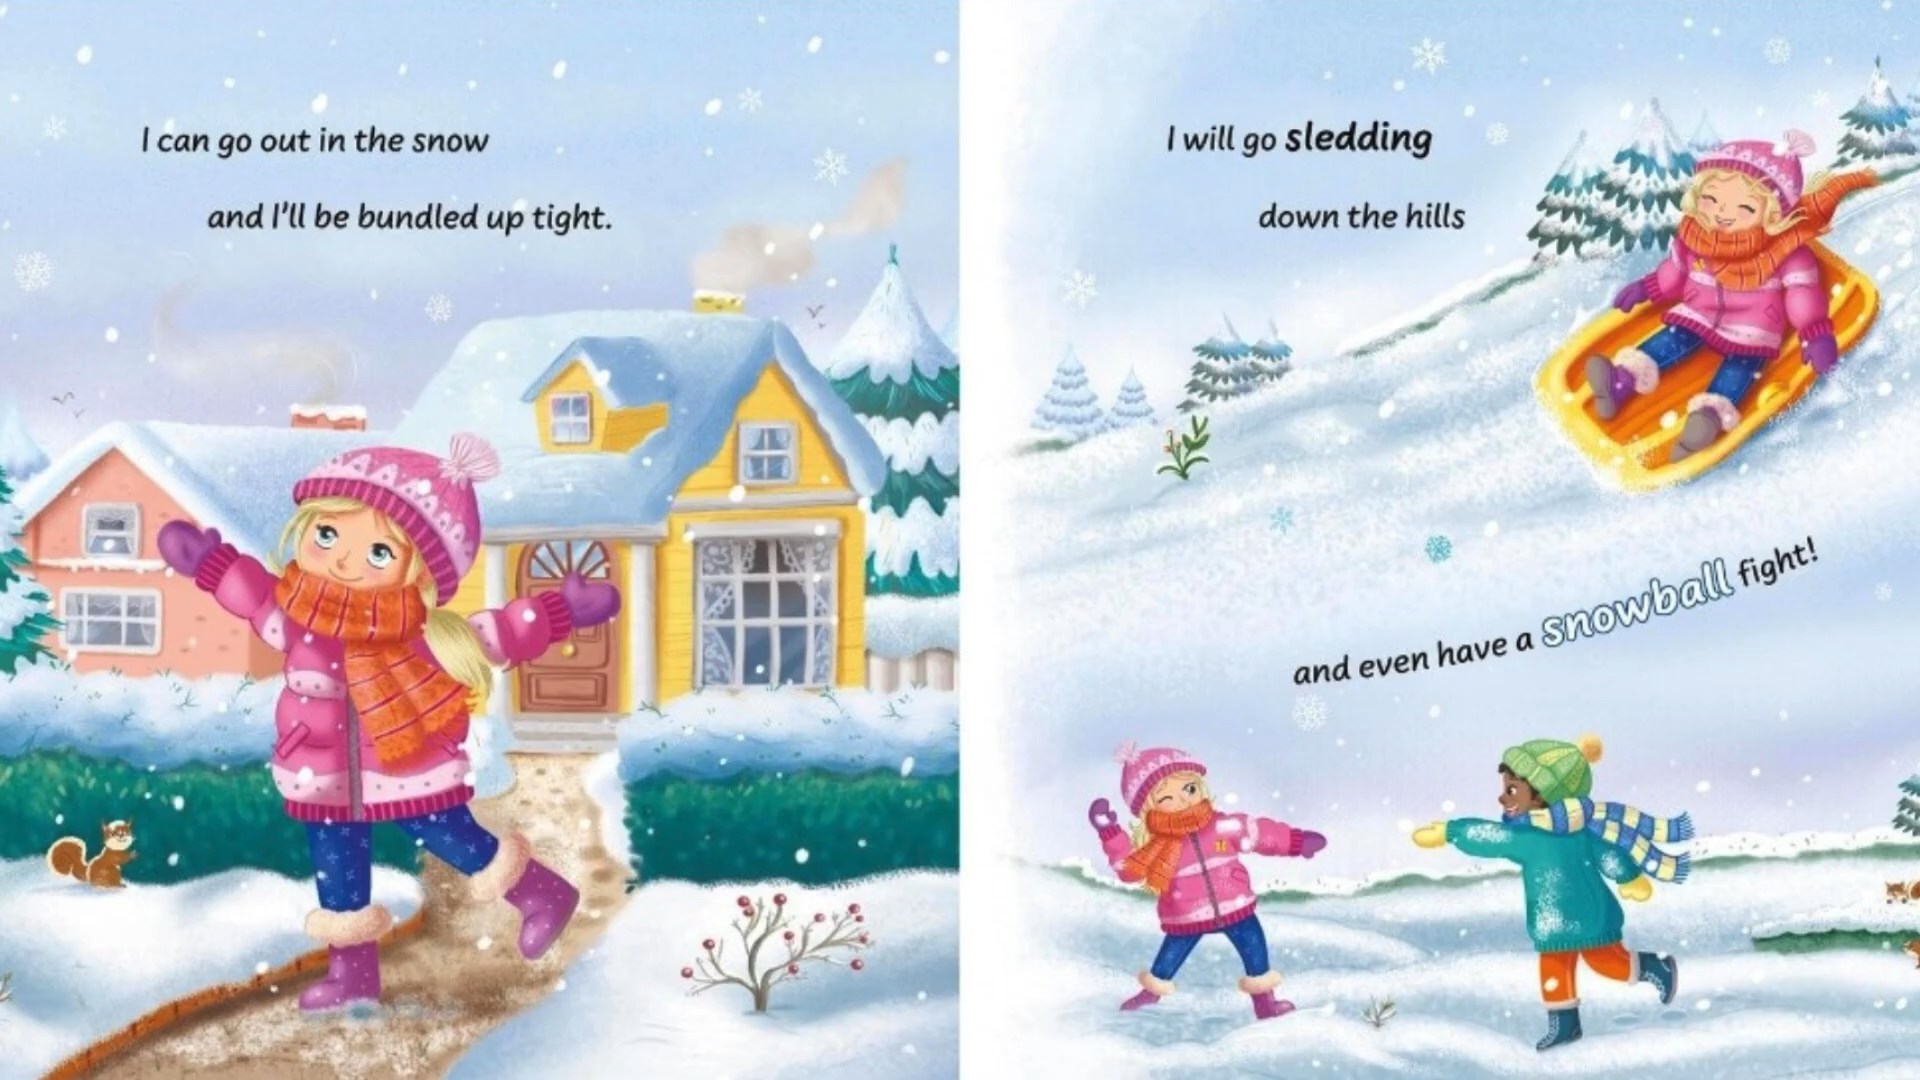 I can go out in the snow
and I'll be bundled up tight.
I will go sledding
down the hills
and even have a snowball fight!